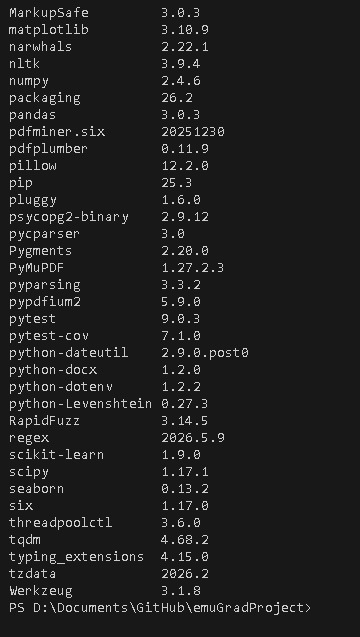 MarkupSafe 3.0.3
matplotlib 3.10.9
narwhals 2.22.1
nltk 3.9.4
numpy 2.4.6
packaging 26.2
pandas 3.0.3
pdfminer.six 20251230
pdfplumber 0.11.9
pillow 12.2.0
pip 25.3
pluggy 1.6.0
psycopg2-binary 2.9.12
pycparser 3.0
Pygments 2.20.0
PyMuPDF 1.27.2.3
pyparsing 3.3.2
pypdfium2 5.9.0
pytest 9.0.3
pytest-cov 7.1.0
python-dateutil 2.9.0.post0
python-docx 1.2.0
python-dotenv 1.2.2
python-Levenshtein 0.27.3
RapidFuzz 3.14.5
regex 2026.5.9
scikit-learn 1.9.0
scipy 1.17.1
seaborn 0.13.2
six 1.17.0
threadpoolctl 3.6.0
tqdm 4.68.2
typing_extensions 4.15.0
tzdata 2026.2
Werkzeug 3.1.8
PS D:\Documents\GitHub\emuGradProject>